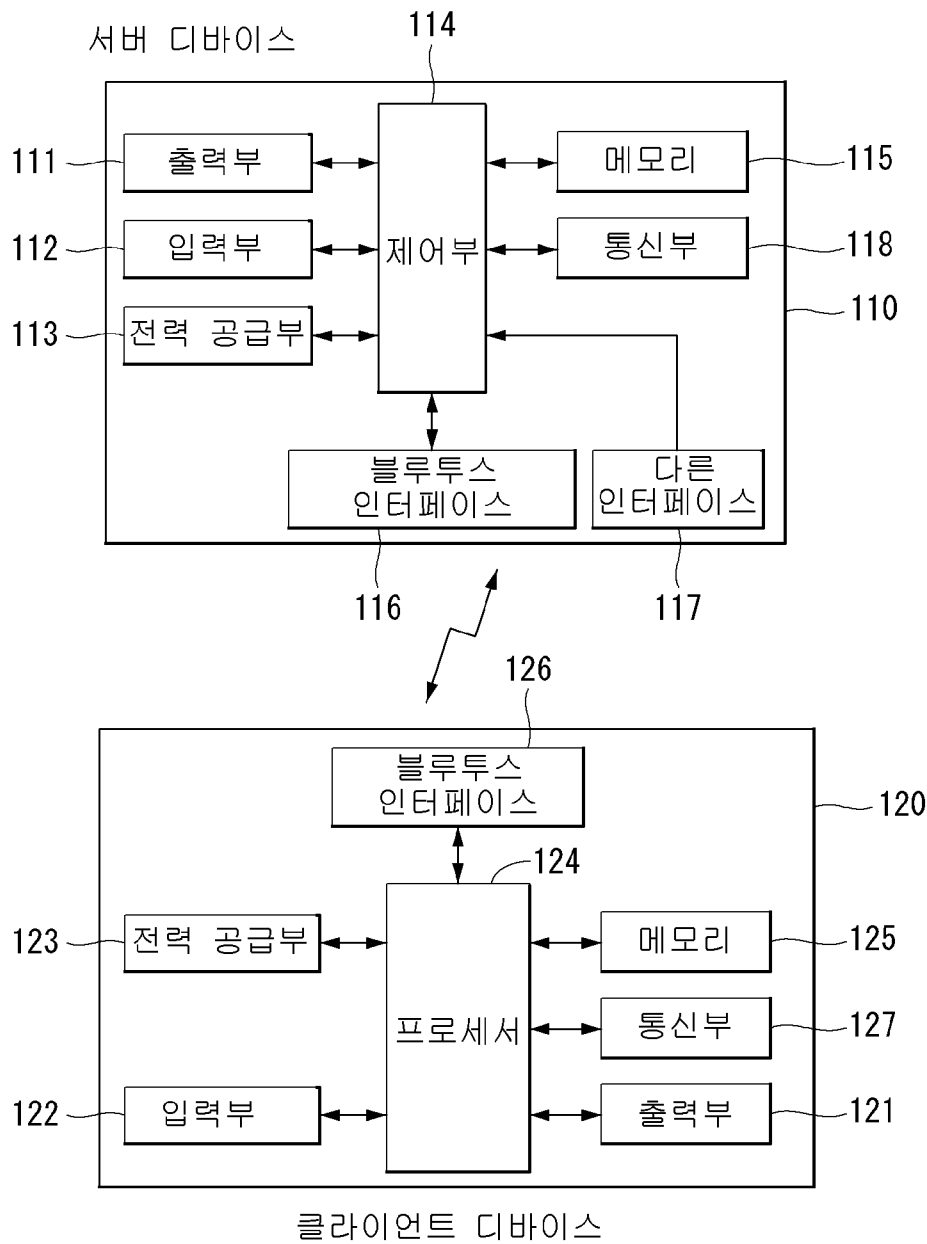 서버 디바이스
114
111
출력부
메모리
115
112
입력부
제어부
통신부
118
113
전력 공급부
110
블루투스
인터페이스
다른
인터페이스
116
117
126
블루투스
인터페이스
120
124
123
전력 공급부
메모리
125
프로세서
통신부
127
122
입력부
출력부
121
클라이언트 디바이스